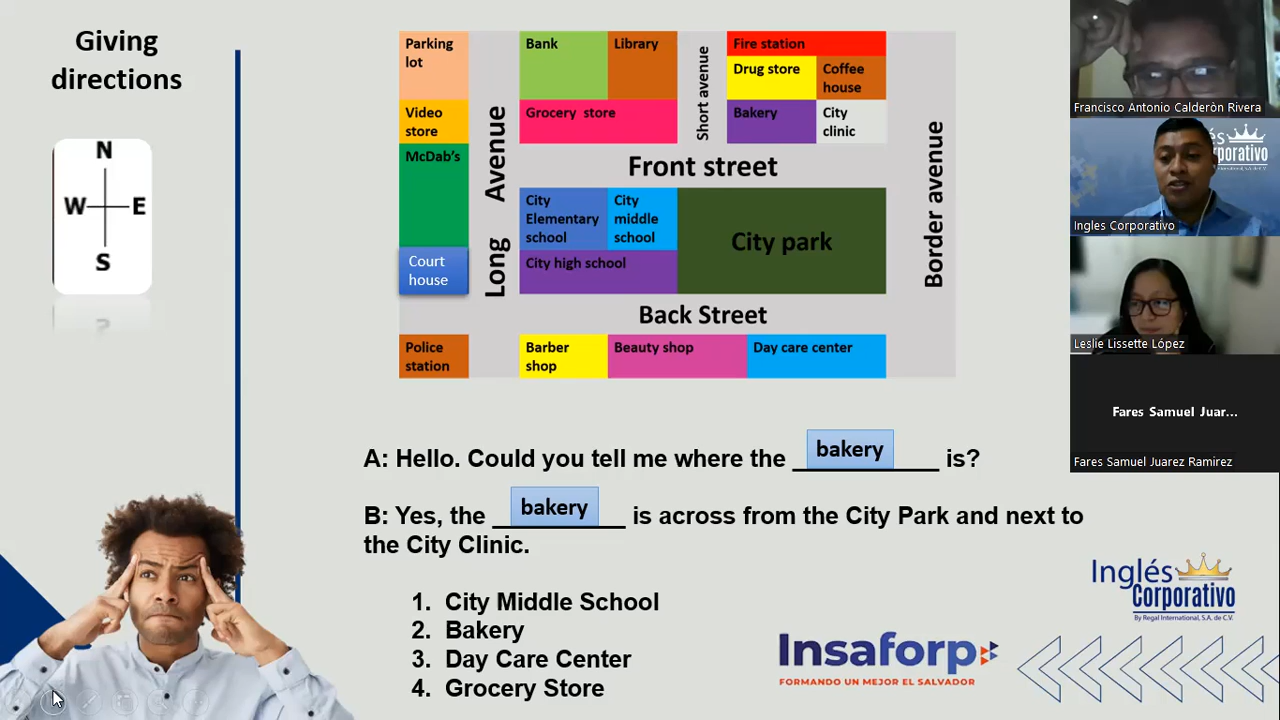 Giving
directions
N
W E
S
Parking
lot
Bank
Library
Fire station
Drug store
Coffee
house
Video
store
Grocery store
Bakery
City
clinic
McDab's
Long Avenue
Short avenue
Border avenue
Front street
City
Elementary
school
City
middle
school
City park
City high school
Court
house
Back Street
Police
station
Barber
shop
Beauty shop
Day care center
A: Hello. Could you tell me where the bakery is?
B: Yes, the bakery is across from the City Park and next to
the City Clinic.
1. City Middle School
2. Bakery
3. Day Care Center
4. Grocery Store
Insaforp
FORMANDO UN MEJOR EL SALVADOR
Inglés
Corporativo
By Regal International, S.A. de C.V.
Francisco Antonio Calderòn Rivera
Ingles Corporativo
Leslie Lissette López
Fares Samuel Juar...
Fares Samuel Juarez Ramirez